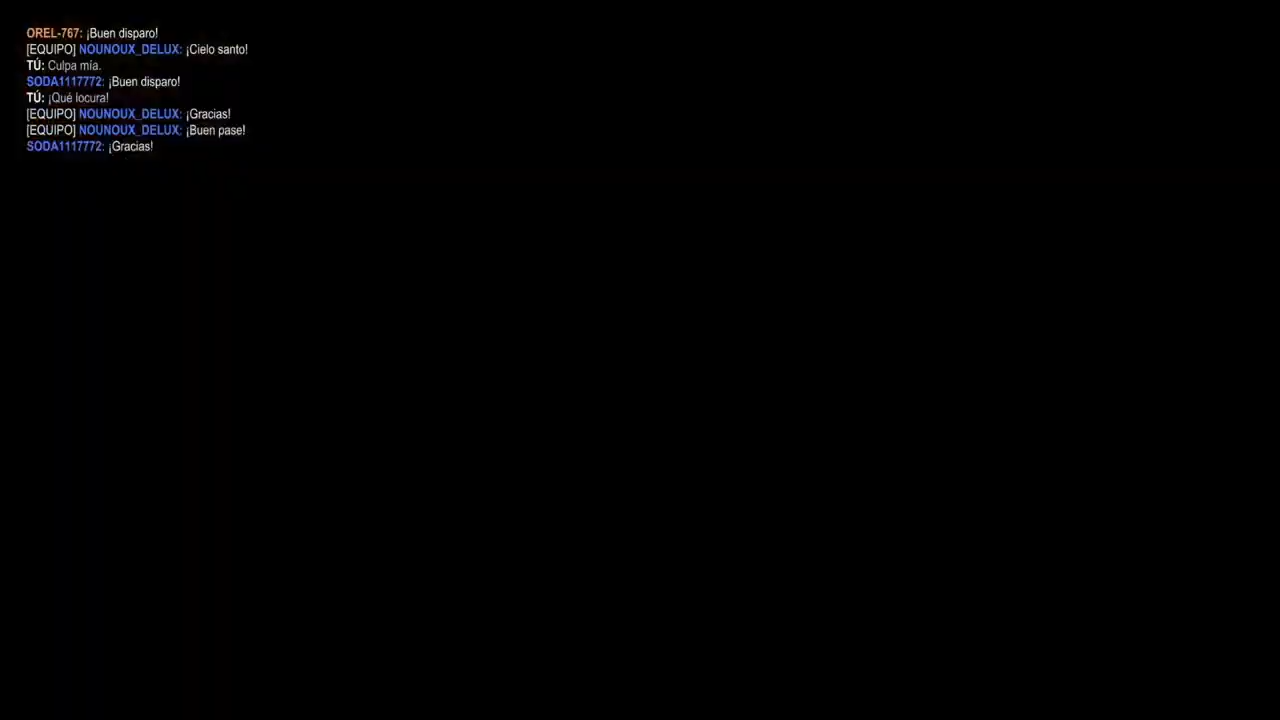 OREL-767: ¡Buen disparo!
[EQUIPO] NOUNOUX_DELUX: ¡Cielo santo!
TÚ: Culpa mía.
SODA1117772: ¡Buen disparo!
TÚ: ¡Qué locura!
[EQUIPO] NOUNOUX_DELUX: ¡Gracias!
[EQUIPO] NOUNOUX_DELUX: ¡Buen pase!
SODA1117772: ¡Gracias!